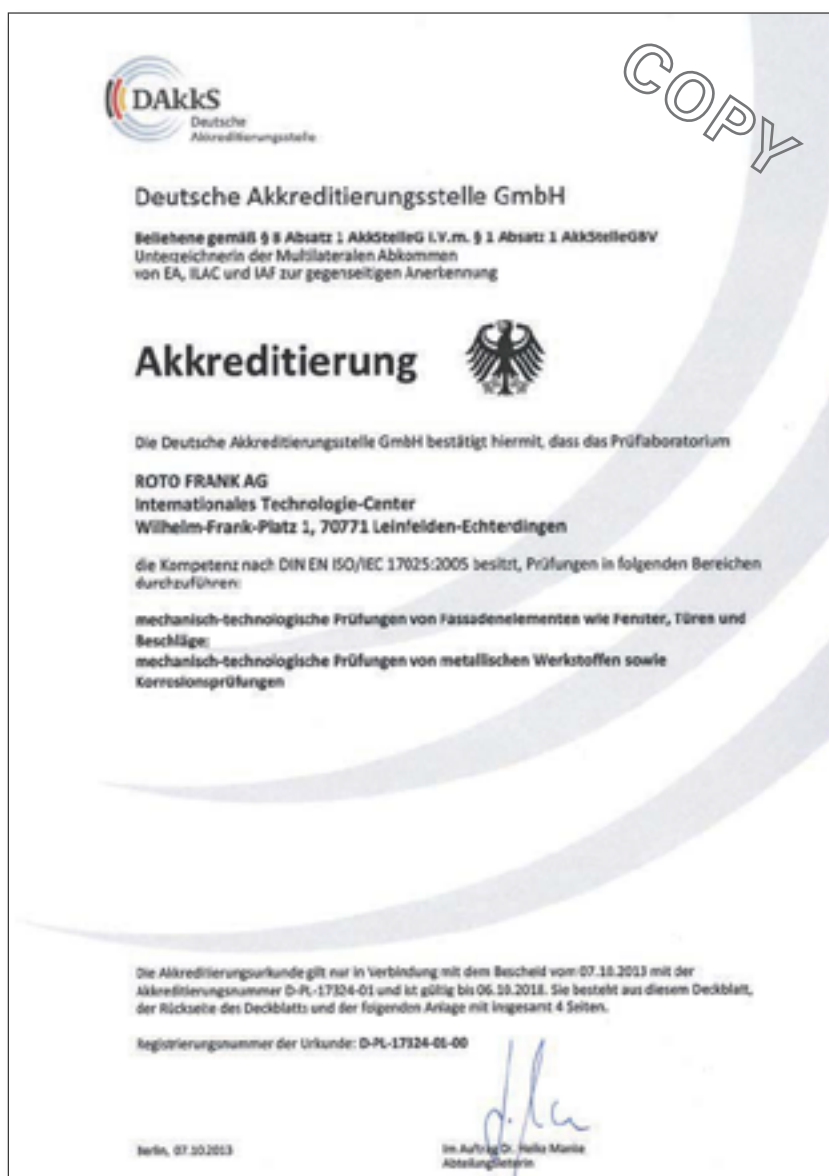 COPY
DAkkS
Deutsche
Akkreditierungsstelle
Deutsche Akkreditierungsstelle GmbH
Beliehene gemäß § 8 Absatz 1 AkkStelleG i.V.m. § 1 Absatz 1 AkkStelleGBV
Unterzeichnerin der Multilateralen Abkommen
von EA, ILAC und IAF zur gegenseitigen Anerkennung
Akkreditierung
Die Deutsche Akkreditierungsstelle GmbH bestätigt hiermit, dass das Prüflaboratorium
ROTO FRANK AG
Internationales Technologie-Center
Wilhelm-Frank-Platz 1, 70771 Leinfelden-Echterdingen
die Kompetenz nach DIN EN ISO/IEC 17025:2005 besitzt, Prüfungen in folgenden Bereichen
durchzuführen:
mechanisch-technologische Prüfungen von Fassadenelementen wie Fenster, Türen und
Beschläge;
mechanisch-technologische Prüfungen von metallischen Werkstoffen sowie
Korrosionsprüfungen
Die Akkreditierungsurkunde gilt nur in Verbindung mit dem Bescheid vom 07.10.2013 mit der
Akkreditierungsnummer D-PL-17324-01 und ist gültig bis 06.10.2018. Sie besteht aus diesem Deckblatt,
der Rückseite des Deckblatts und der folgenden Anlage mit insgesamt 4 Seiten.
Registrierungsnummer der Urkunde: D-PL-17324-01-00
Berlin, 07.10.2013
Im Auftrag Dr. Heike Manke
Abteilungsleiterin